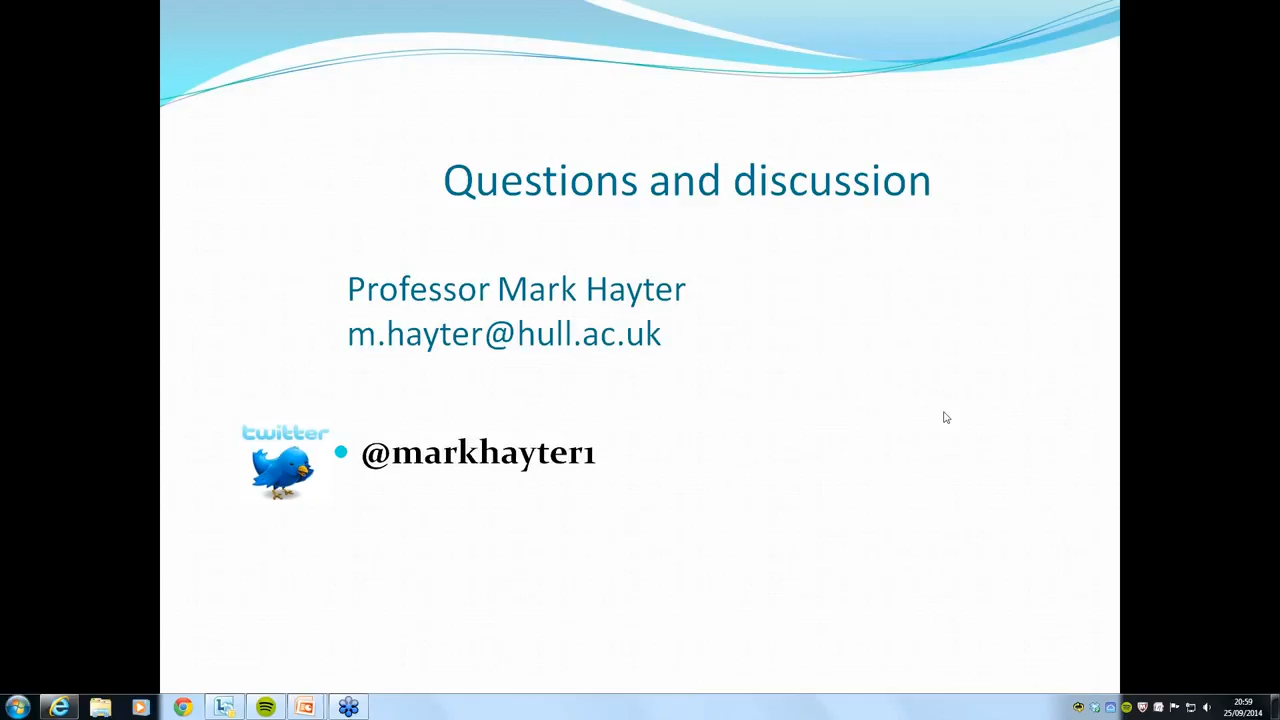 Questions and discussion
Professor Mark Hayter
m.hayter@hull.ac.uk
twitter
@markhayter1
20:59
25/09/2014